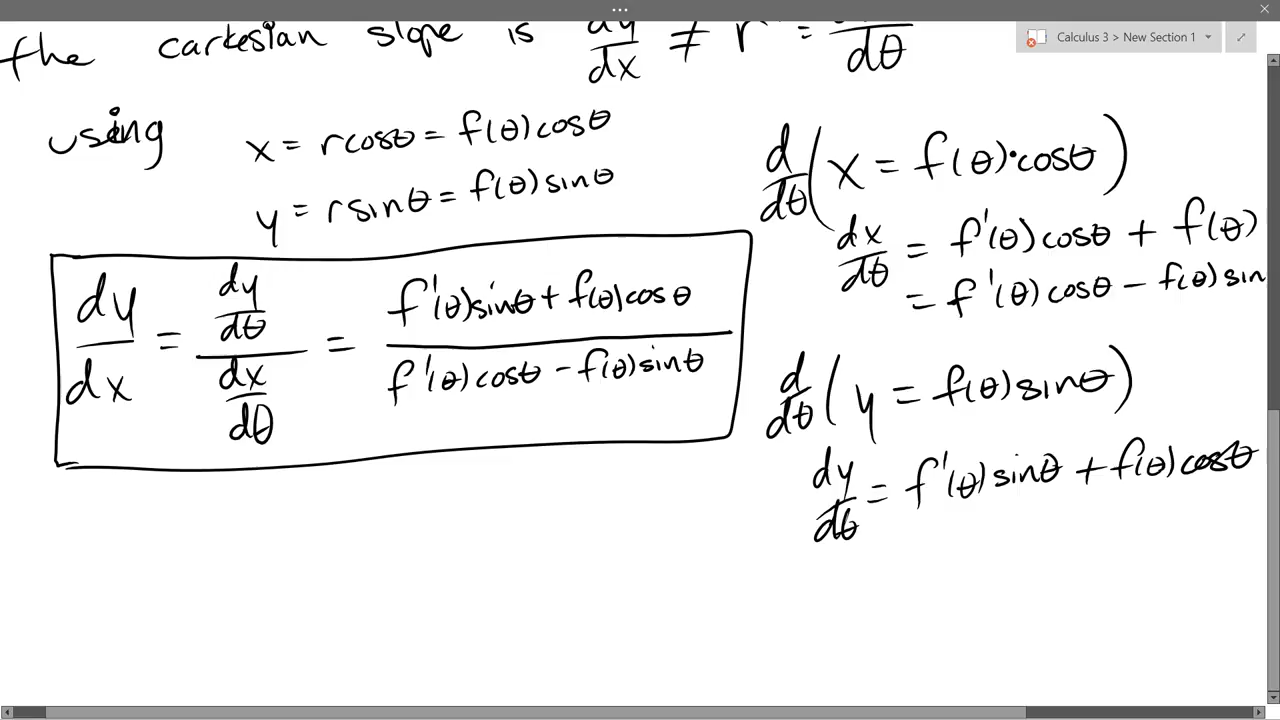 the cartesian slope is dy/dx ≠ r' = /dθ
Calculus 3 > New Section 1
using
x = rcosθ = f(θ)cosθ
y = rsinθ = f(θ)sinθ
dy/dx = (dy/dθ)/(dx/dθ) = (f'(θ)sinθ + f(θ)cosθ)/(f'(θ)cosθ - f(θ)sinθ)
d/dθ (x = f(θ)·cosθ)
dx/dθ = f'(θ)cosθ + f(θ)
= f'(θ)cosθ - f(θ)sin
d/dθ (y = f(θ)sinθ)
dy/dθ = f'(θ)sinθ + f(θ)cosθ